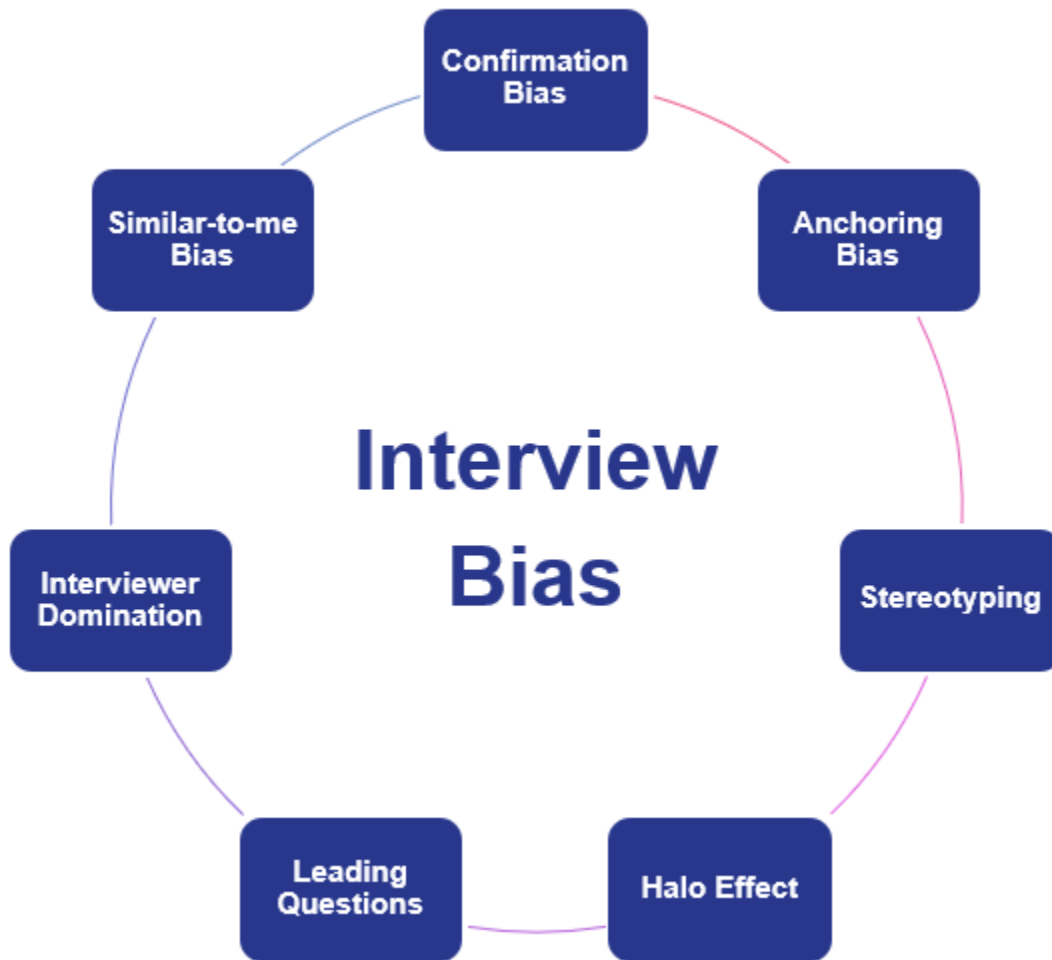 Confirmation
Bias
Similar-to-me
Bias
Anchoring
Bias
Interview
Bias
Interviewer
Domination
Stereotyping
Leading
Questions
Halo Effect